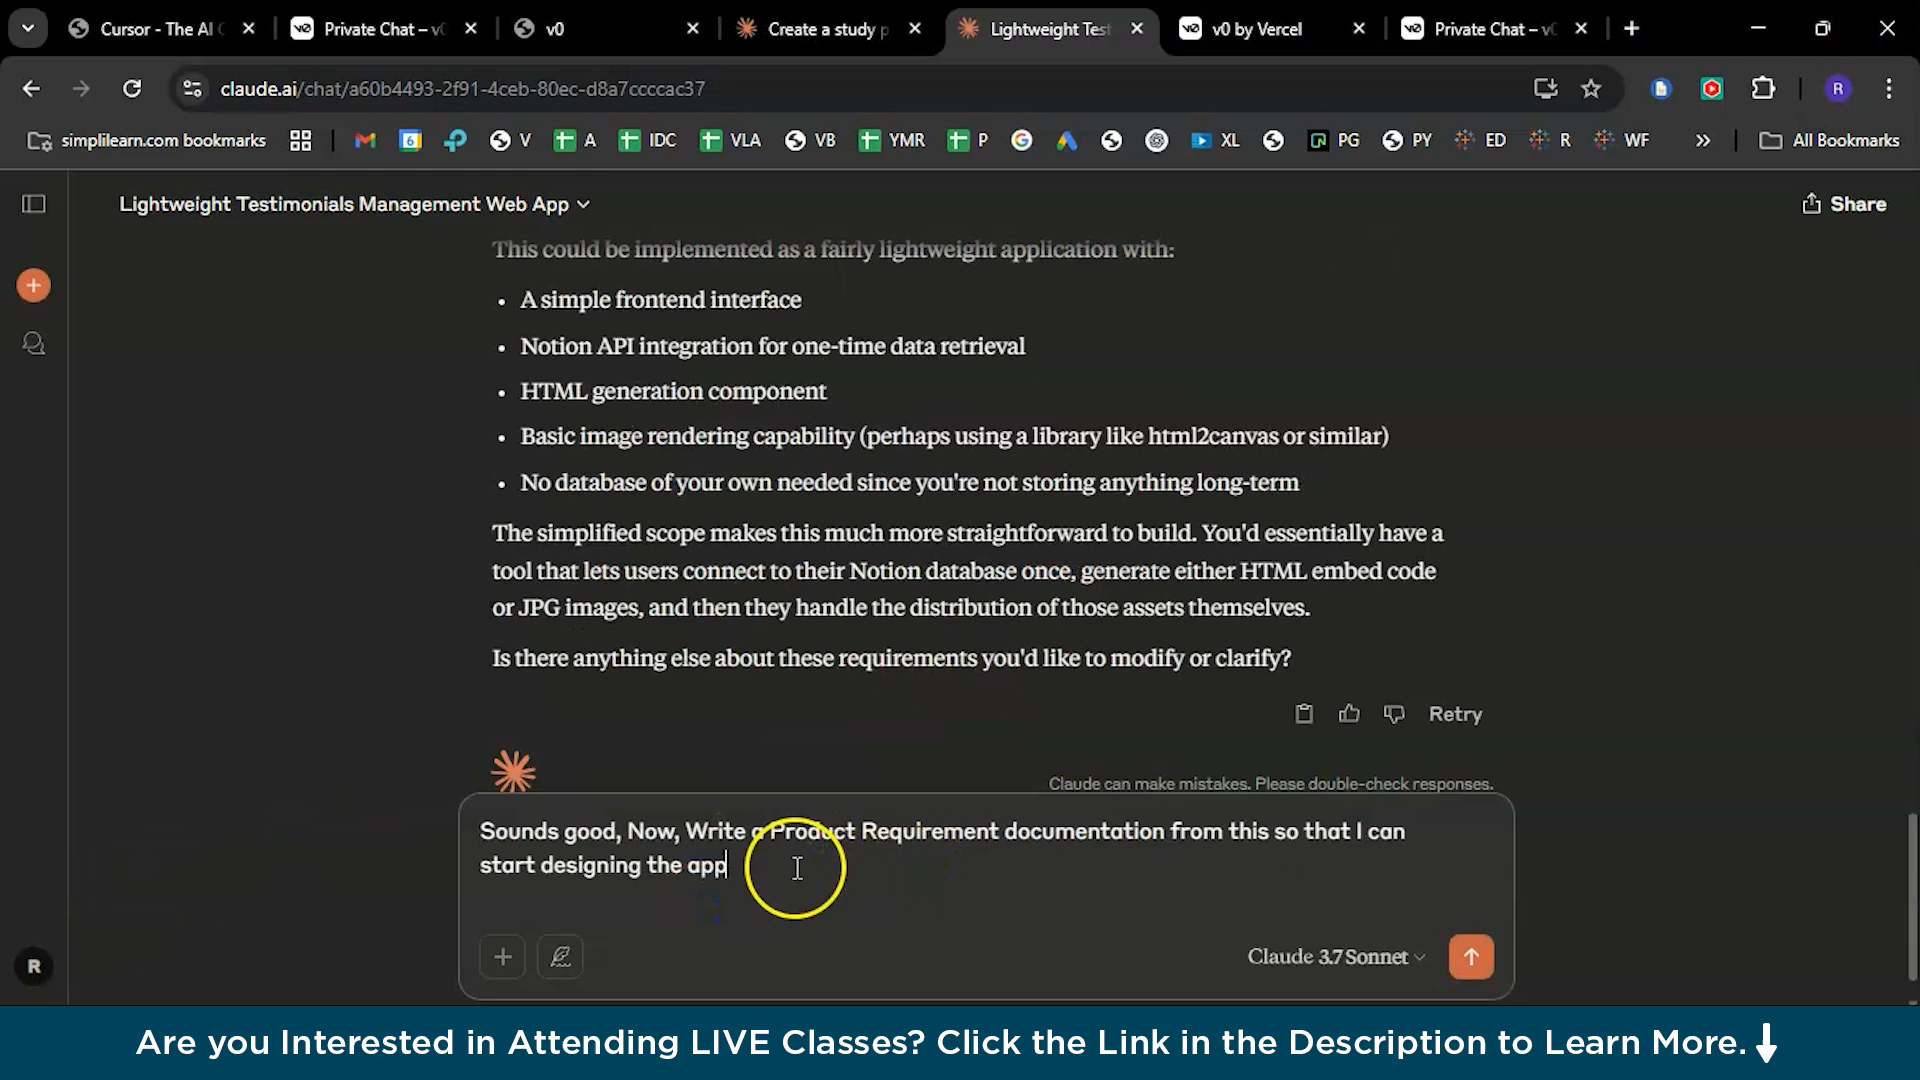 Cursor - The AI C
Private Chat – v0
v0
Create a study p
Lightweight Test
v0 by Vercel
Private Chat – v0
claude.ai/chat/a60b4493-2f91-4ceb-80ec-d8a7ccccac37
R
simplilearn.com bookmarks
V
A
IDC
VLA
VB
YMR
P
XL
PG
PY
ED
R
WF
All Bookmarks
Lightweight Testimonials Management Web App
Share
This could be implemented as a fairly lightweight application with:
• A simple frontend interface
• Notion API integration for one-time data retrieval
• HTML generation component
• Basic image rendering capability (perhaps using a library like html2canvas or similar)
• No database of your own needed since you're not storing anything long-term
The simplified scope makes this much more straightforward to build. You'd essentially have a
tool that lets users connect to their Notion database once, generate either HTML embed code
or JPG images, and then they handle the distribution of those assets themselves.
Is there anything else about these requirements you'd like to modify or clarify?
Retry
Claude can make mistakes. Please double-check responses.
Sounds good, Now, Write a Product Requirement documentation from this so that I can
start designing the app
Claude 3.7 Sonnet
R
Are you Interested in Attending LIVE Classes? Click the Link in the Description to Learn More.